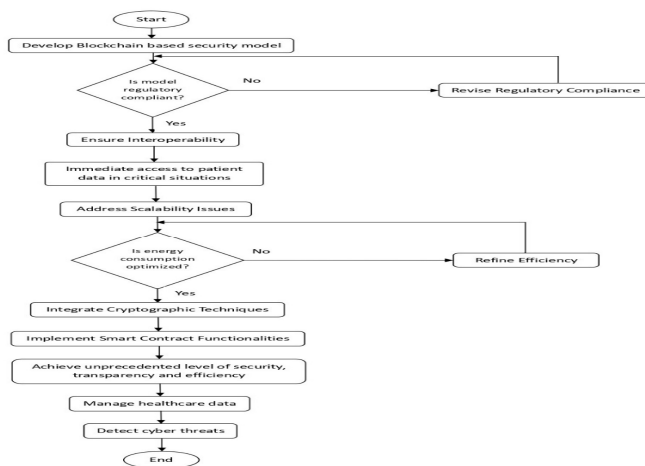 Start
Develop Blockchain based security model
Is model
regulatory
compliant?
No
Revise Regulatory Compliance
Yes
Ensure Interoperability
Immediate access to patient
data in critical situations
Address Scalability Issues
Is energy
consumption
optimized?
No
Refine Efficiency
Yes
Integrate Cryptographic Techniques
Implement Smart Contract Functionalities
Achieve unprecedented level of security,
transparency and efficiency
Manage healthcare data
Detect cyber threats
End